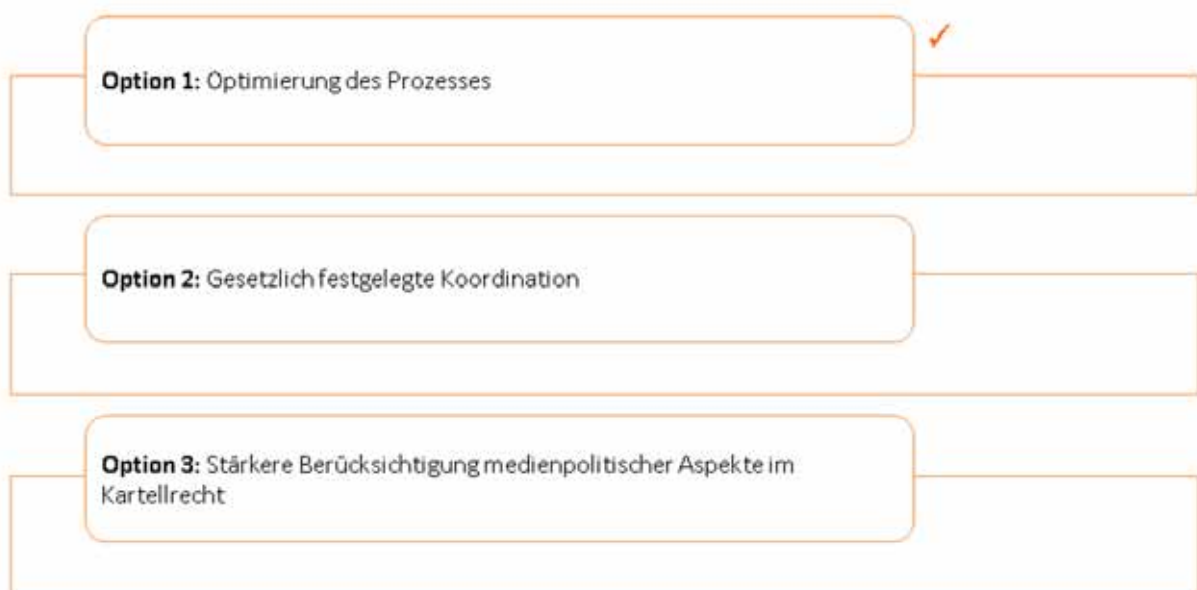 Option 1: Optimierung des Prozesses
Option 2: Gesetzlich festgelegte Koordination
Option 3: Stärkere Berücksichtigung medienpolitischer Aspekte im
Kartellrecht